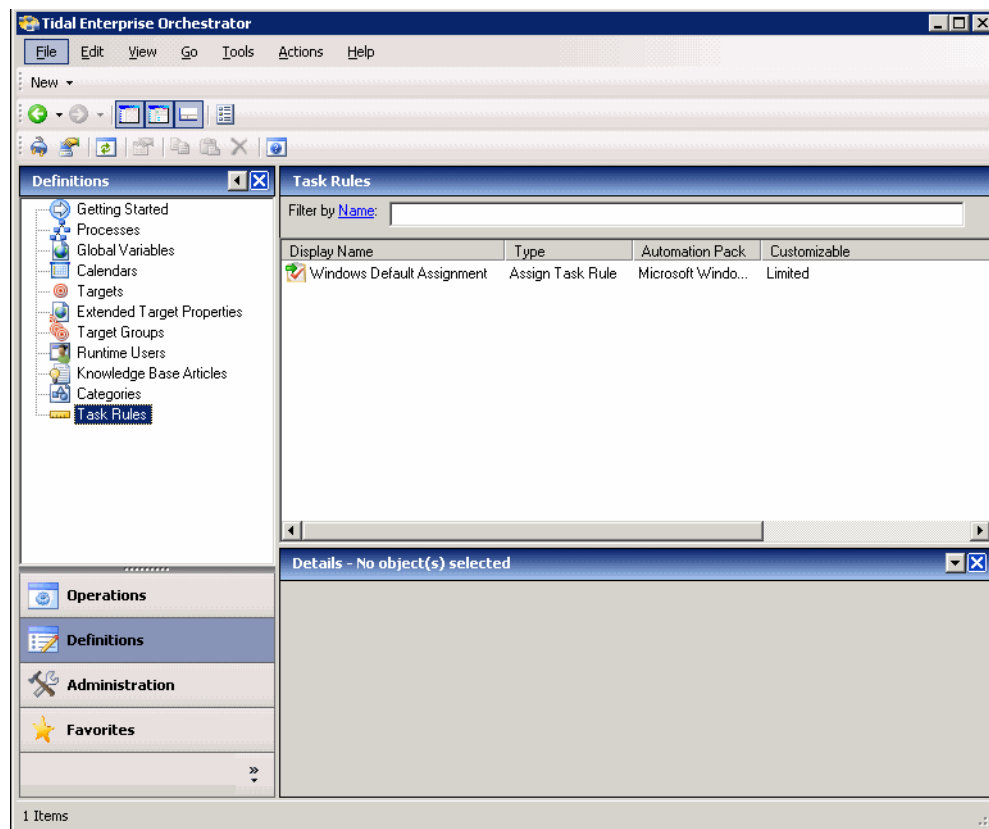 Tidal Enterprise Orchestrator
File Edit View Go Tools Actions Help
New
Definitions
Getting Started
Processes
Global Variables
Calendars
Targets
Extended Target Properties
Target Groups
Runtime Users
Knowledge Base Articles
Categories
Task Rules
Operations
Definitions
Administration
Favorites
Task Rules
Filter by Name:
Display Name Type Automation Pack Customizable
Windows Default Assignment Assign Task Rule Microsoft Windo... Limited
Details - No object(s) selected
1 Items